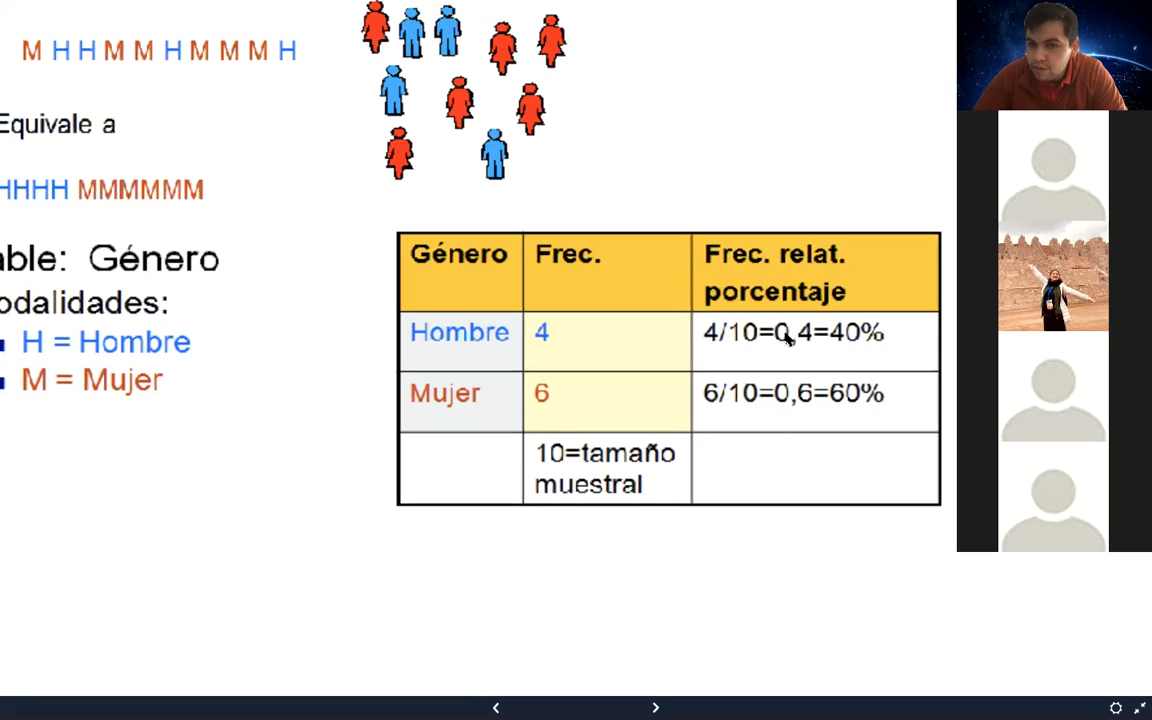 M H H M M H M M M H
Equivale a
HHHH MMMMMM
able: Género
odalidades:
H = Hombre
M = Mujer
Género Frec. Frec. relat.
porcentaje
Hombre 4 4/10=0,4=40%
Mujer 6 6/10=0,6=60%
10=tamaño
muestral